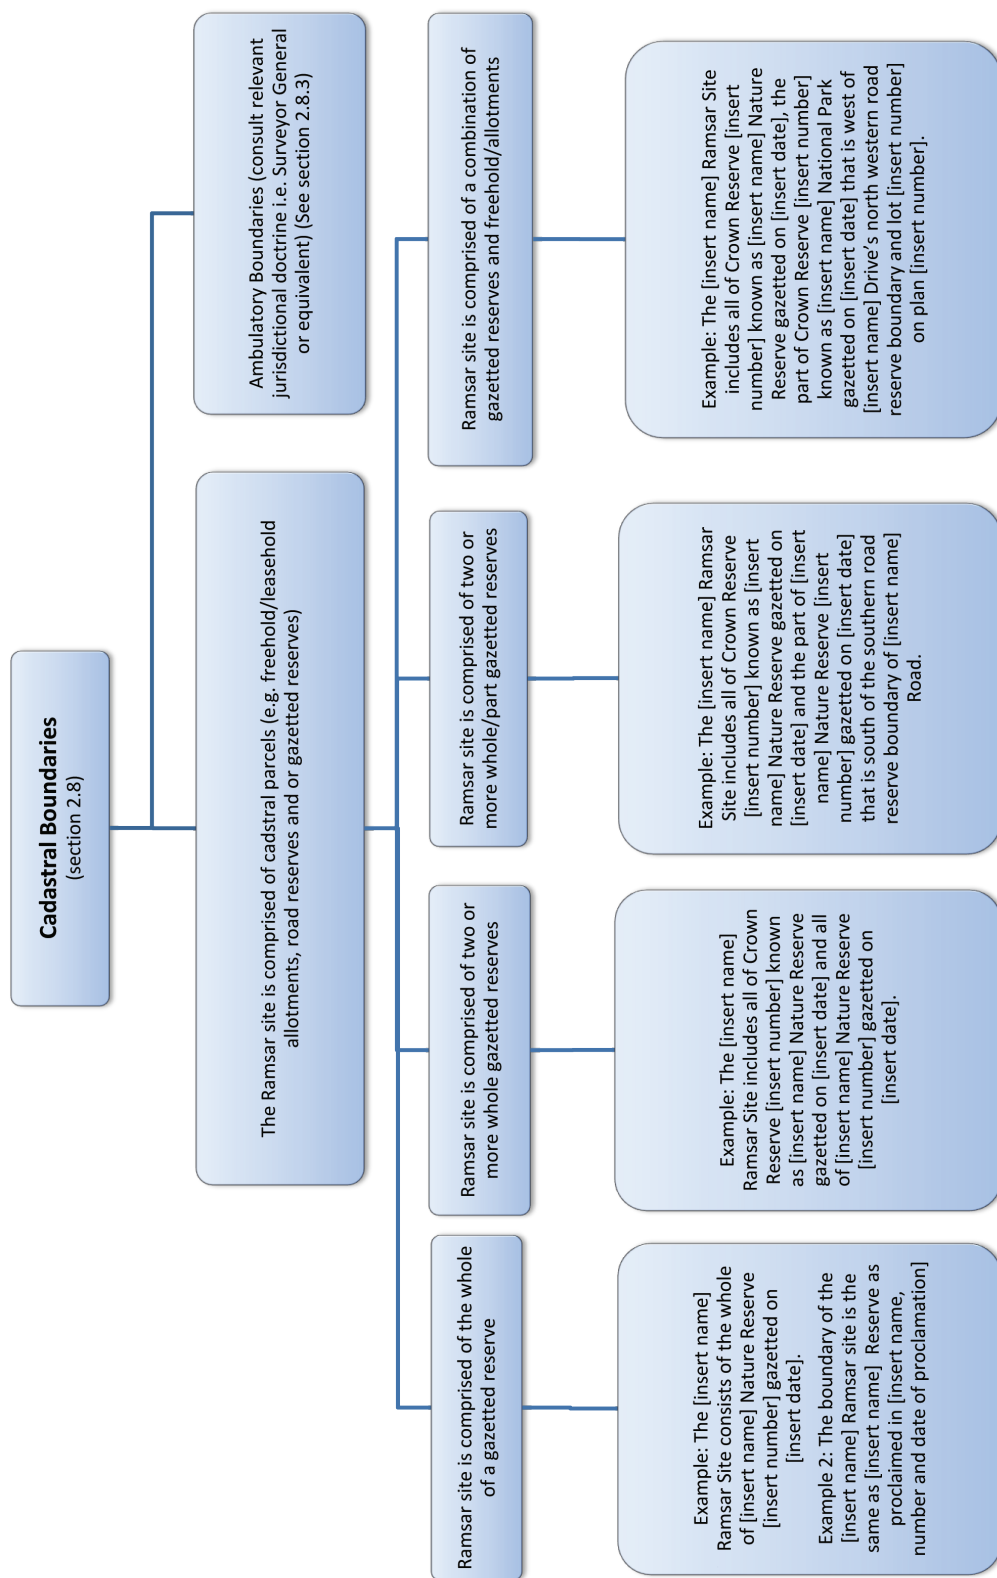 Cadastral Boundaries
(section 2.8)
The Ramsar site is comprised of cadstral parcels (e.g. freehold/leasehold
allotments, road reserves and or gazetted reserves)
Ambulatory Boundaries (consult relevant
jurisdictional doctrine i.e. Surveyor General
or equivalent) (See section 2.8.3)
Ramsar site is comprised of the whole
of a gazetted reserve
Ramsar site is comprised of two or
more whole gazetted reserves
Ramsar site is comprised of two or
more whole/part gazetted reserves
Ramsar site is comprised of a combination of
gazetted reserves and freehold/allotments
Example: The [insert name]
Ramsar Site consists of the whole
of [insert name] Nature Reserve
[insert number] gazetted on
[insert date].
Example 2: The boundary of the
[insert name] Ramsar site is the
same as [insert name] Reserve as
proclaimed in [insert name,
number and date of proclamation]
Example: The [insert name]
Ramsar Site includes all of Crown
Reserve [insert number] known
as [insert name] Nature Reserve
gazetted on [insert date] and all
of [insert name] Nature Reserve
[insert number] gazetted on
[insert date].
Example: The [insert name] Ramsar
Site includes all of Crown Reserve
[insert number] known as [insert
name] Nature Reserve gazetted on
[insert date] and the part of [insert
name] Nature Reserve [insert
number] gazetted on [insert date]
that is south of the southern road
reserve boundary of [insert name]
Road.
Example: The [insert name] Ramsar Site
includes all of Crown Reserve [insert
number] known as [insert name] Nature
Reserve gazetted on [insert date], the
part of Crown Reserve [insert number]
known as [insert name] National Park
gazetted on [insert date] that is west of
[insert name] Drive's north western road
reserve boundary and lot [insert number]
on plan [insert number].